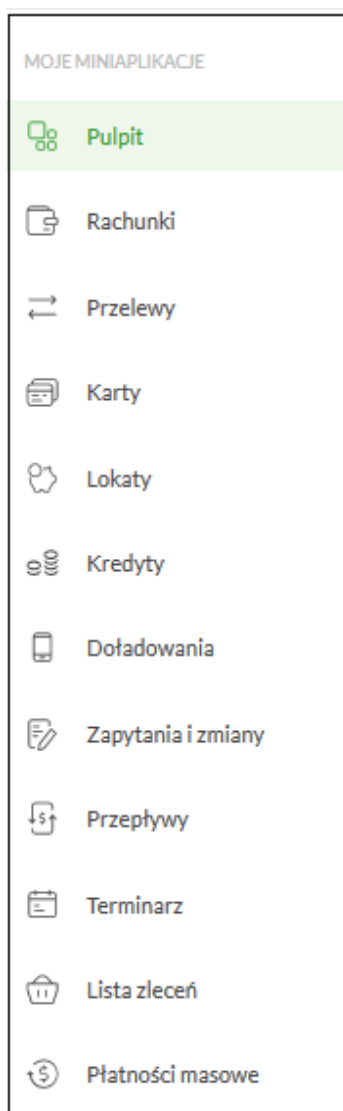 MOJE MINIAPLIKACJE
Pulpit
Rachunki
Przelewy
Karty
Lokaty
Kredyty
Doładowania
Zapytania i zmiany
Przepływy
Terminarz
Lista zleceń
Płatności masowe